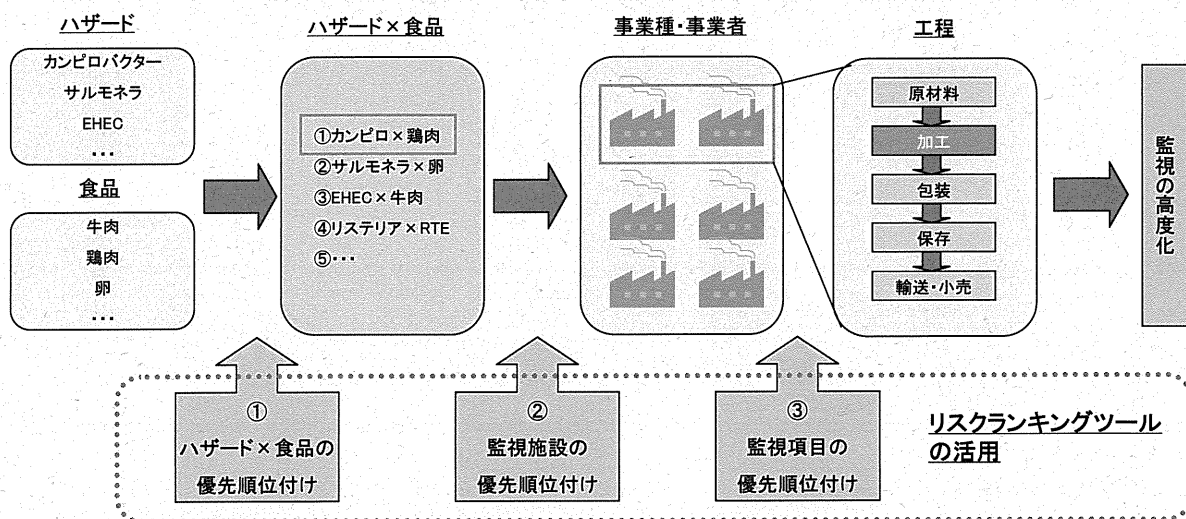 ハザード
カンピロバクター
サルモネラ
EHEC
・・・
食品
牛肉
鶏肉
卵
・・・
ハザード×食品
①カンピロ×鶏肉
②サルモネラ×卵
③EHEC×牛肉
④リステリア×RTE
⑤・・・
事業種・事業者
工程
原材料
加工
包装
保存
輸送・小売
監視の高度化
①
ハザード×食品の
優先順位付け
②
監視施設の
優先順位付け
③
監視項目の
優先順位付け
リスクランキングツール
の活用